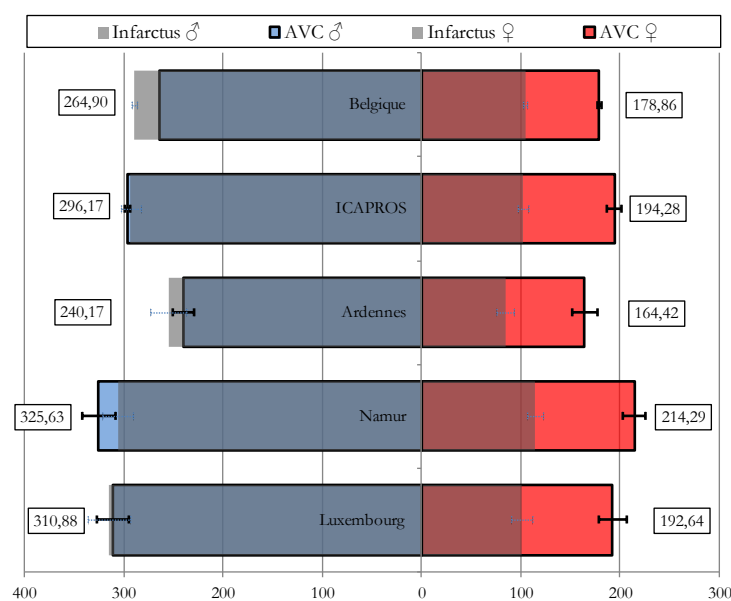 Infarctus ♂ AVC ♂ Infarctus ♀ AVC ♀
264,90 Belgique 178,86
296,17 ICAPROS 194,28
240,17 Ardennes 164,42
325,63 Namur 214,29
310,88 Luxembourg 192,64
400 300 200 100 0 100 200 300